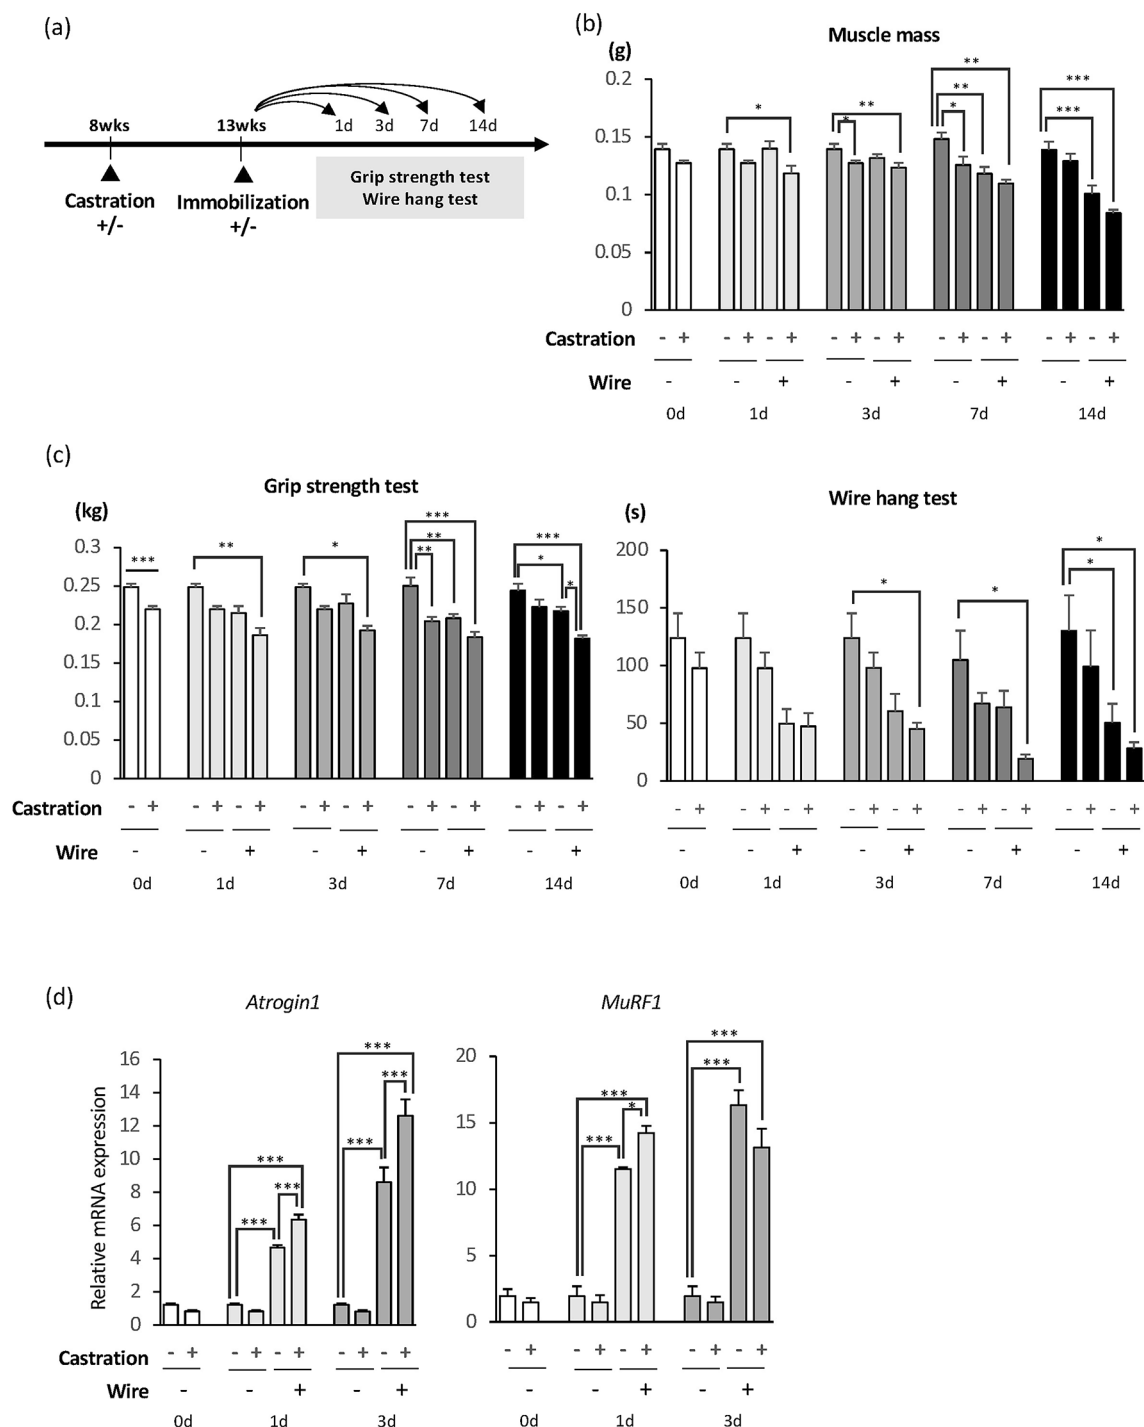 (a)
8wks 13wks 1d 3d 7d 14d
Castration Immobilization
+/- +/-
Grip strength test
Wire hang test
(b)
Muscle mass
(g)
0.2
0.15
0.1
0.05
0
* * ** * ** ** *** ***
Castration - + - + - + - + - + - + - + - + - +
Wire - - + - + - + - +
0d 1d 3d 7d 14d
(c)
Grip strength test
(kg)
0.3
0.25
0.2
0.15
0.1
0.05
0
*** ** * ** ** *** * *** *
Castration - + - + - + - + - + - + - + - + - +
Wire - - + - + - + - +
0d 1d 3d 7d 14d
Wire hang test
(s)
200
150
100
50
0
* * * *
- + - + - + - + - + - + - + - + - +
- - + - + - + - +
0d 1d 3d 7d 14d
(d)
Atrogin1
Relative mRNA expression
16
14
12
10
8
6
4
2
0
*** *** *** *** *** ***
Castration - + - + - + - + - +
Wire - - + - +
0d 1d 3d
MuRF1
20
15
10
5
0
*** *** * *** ***
- + - + - + - + - +
- - + - +
0d 1d 3d